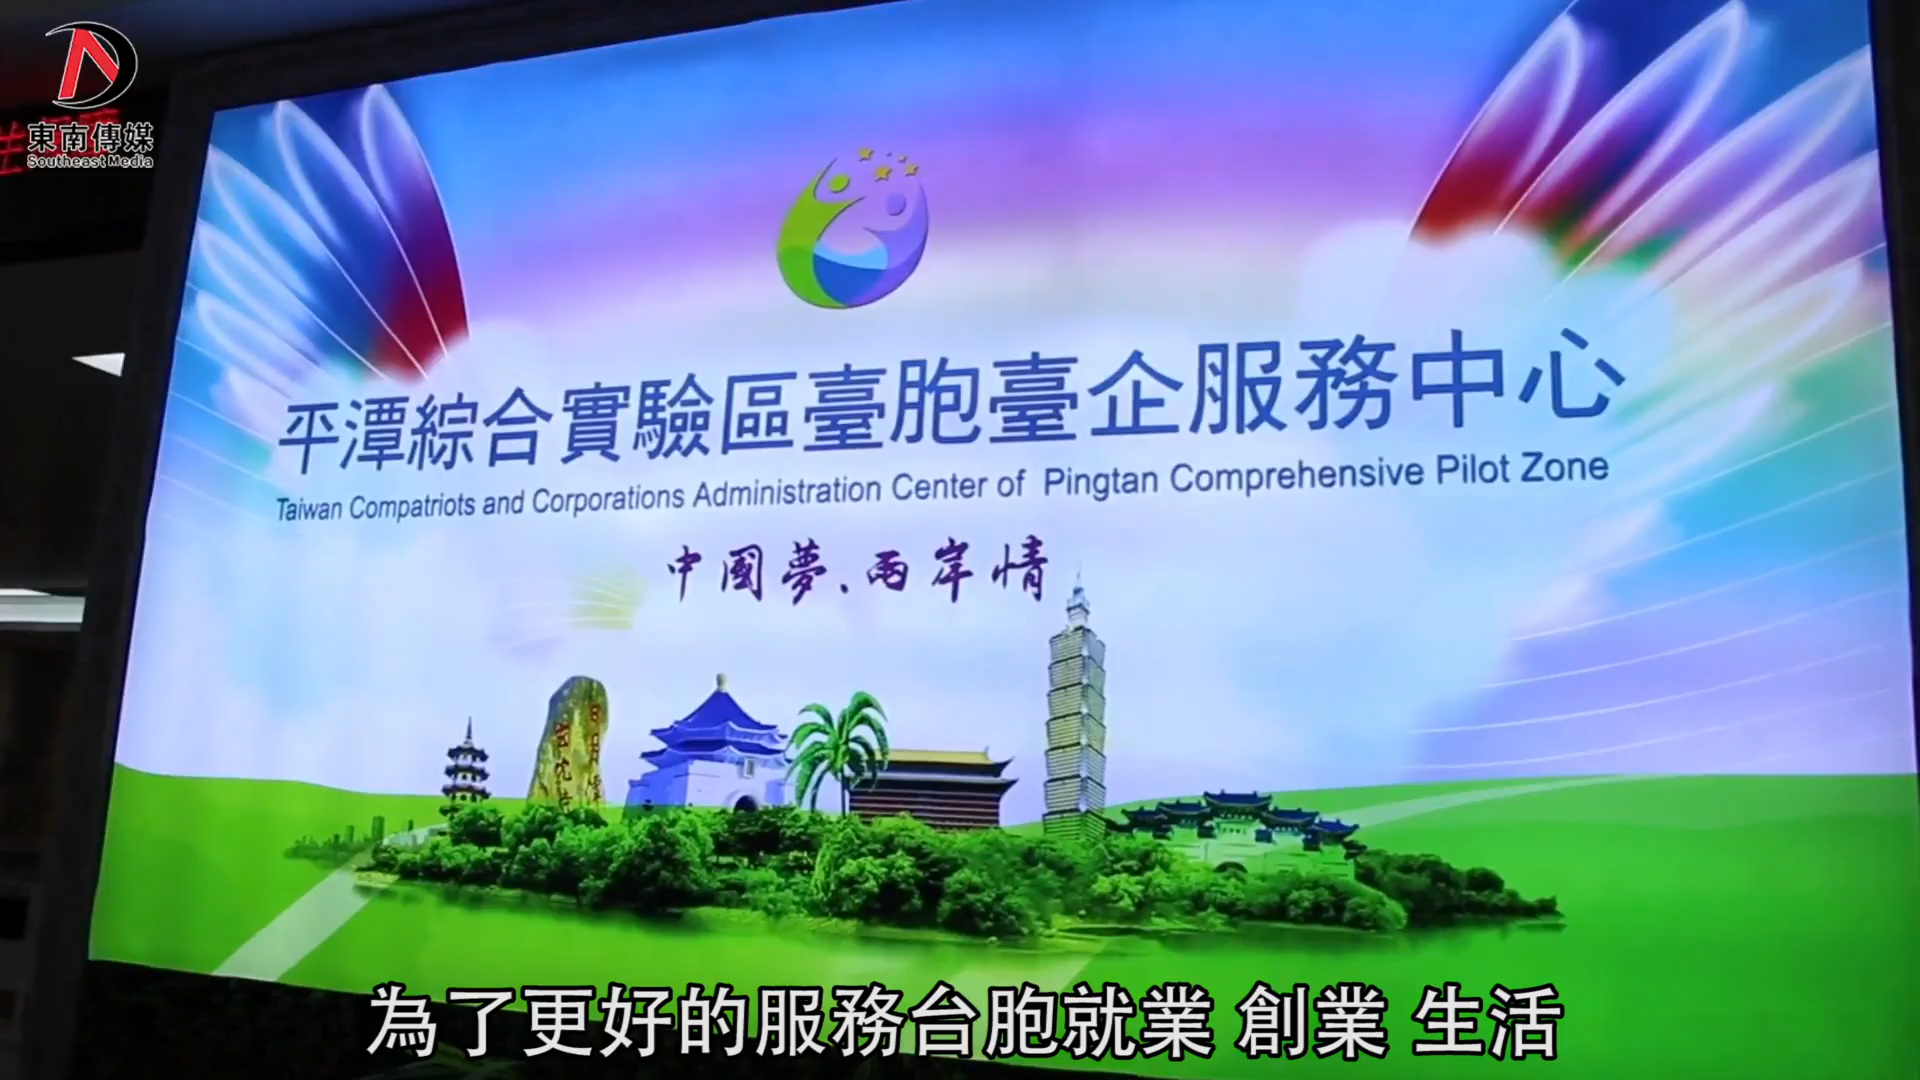 東南傳媒
Southeast Media
平潭綜合實驗區臺胞臺企服務中心
Taiwan Compatriots and Corporations Administration Center of Pingtan Comprehensive Pilot Zone
中國夢.兩岸情
為了更好的服務台胞就業 創業 生活